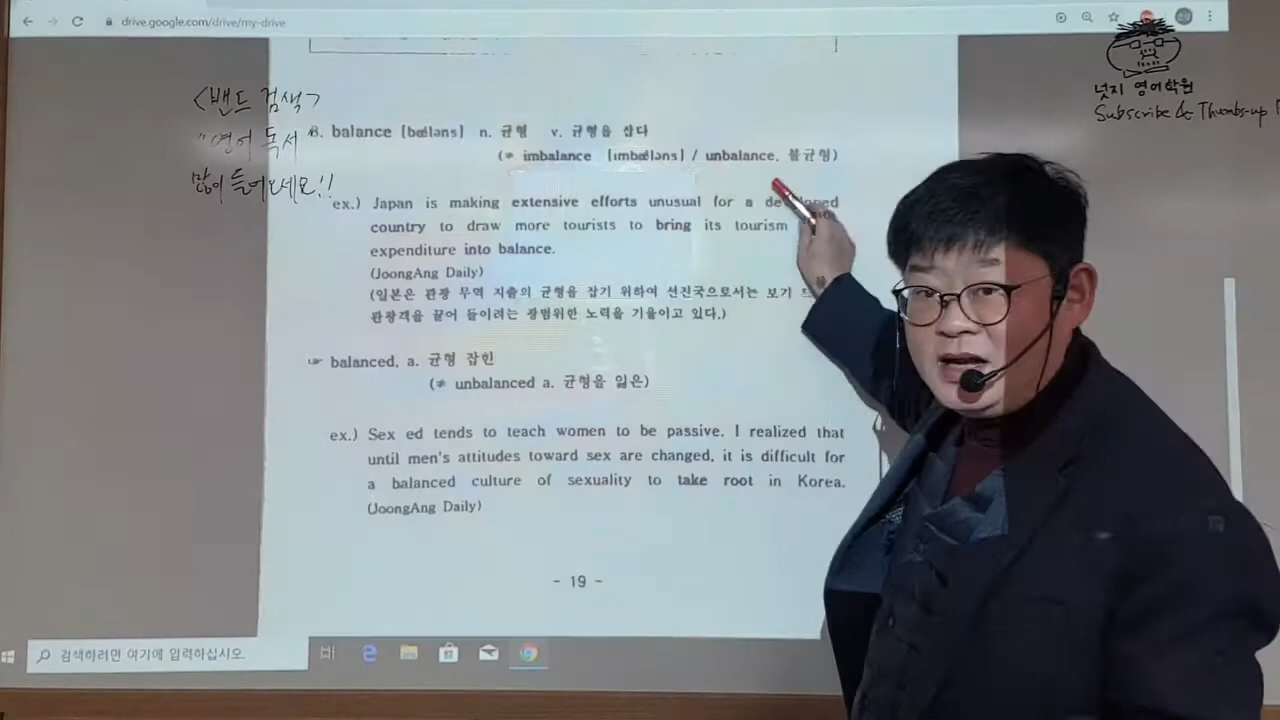 drive.google.com/drive/my-drive
넛지 영어학원
Subscribe & Thumbs-up
<밴드 검색>
"영어 독서
많이 들어오세요!!
8. balance [bǽləns] n. 균형 v. 균형을 잡다
(≠ imbalance [ɪmbǽləns] / unbalance, 불균형)
ex.) Japan is making extensive efforts unusual for a developed
country to draw more tourists to bring its tourism
expenditure into balance.
(JoongAng Daily)
(일본은 관광 무역 지출의 균형을 잡기 위하여 선진국으로서는 보기 드
관광객을 끌어 들이려는 광범위한 노력을 기울이고 있다.)
☞ balanced, a. 균형 잡힌
(≠ unbalanced a. 균형을 잃은)
ex.) Sex ed tends to teach women to be passive. I realized that
until men's attitudes toward sex are changed, it is difficult for
a balanced culture of sexuality to take root in Korea.
(JoongAng Daily)
- 19 -
검색하려면 여기에 입력하십시오.